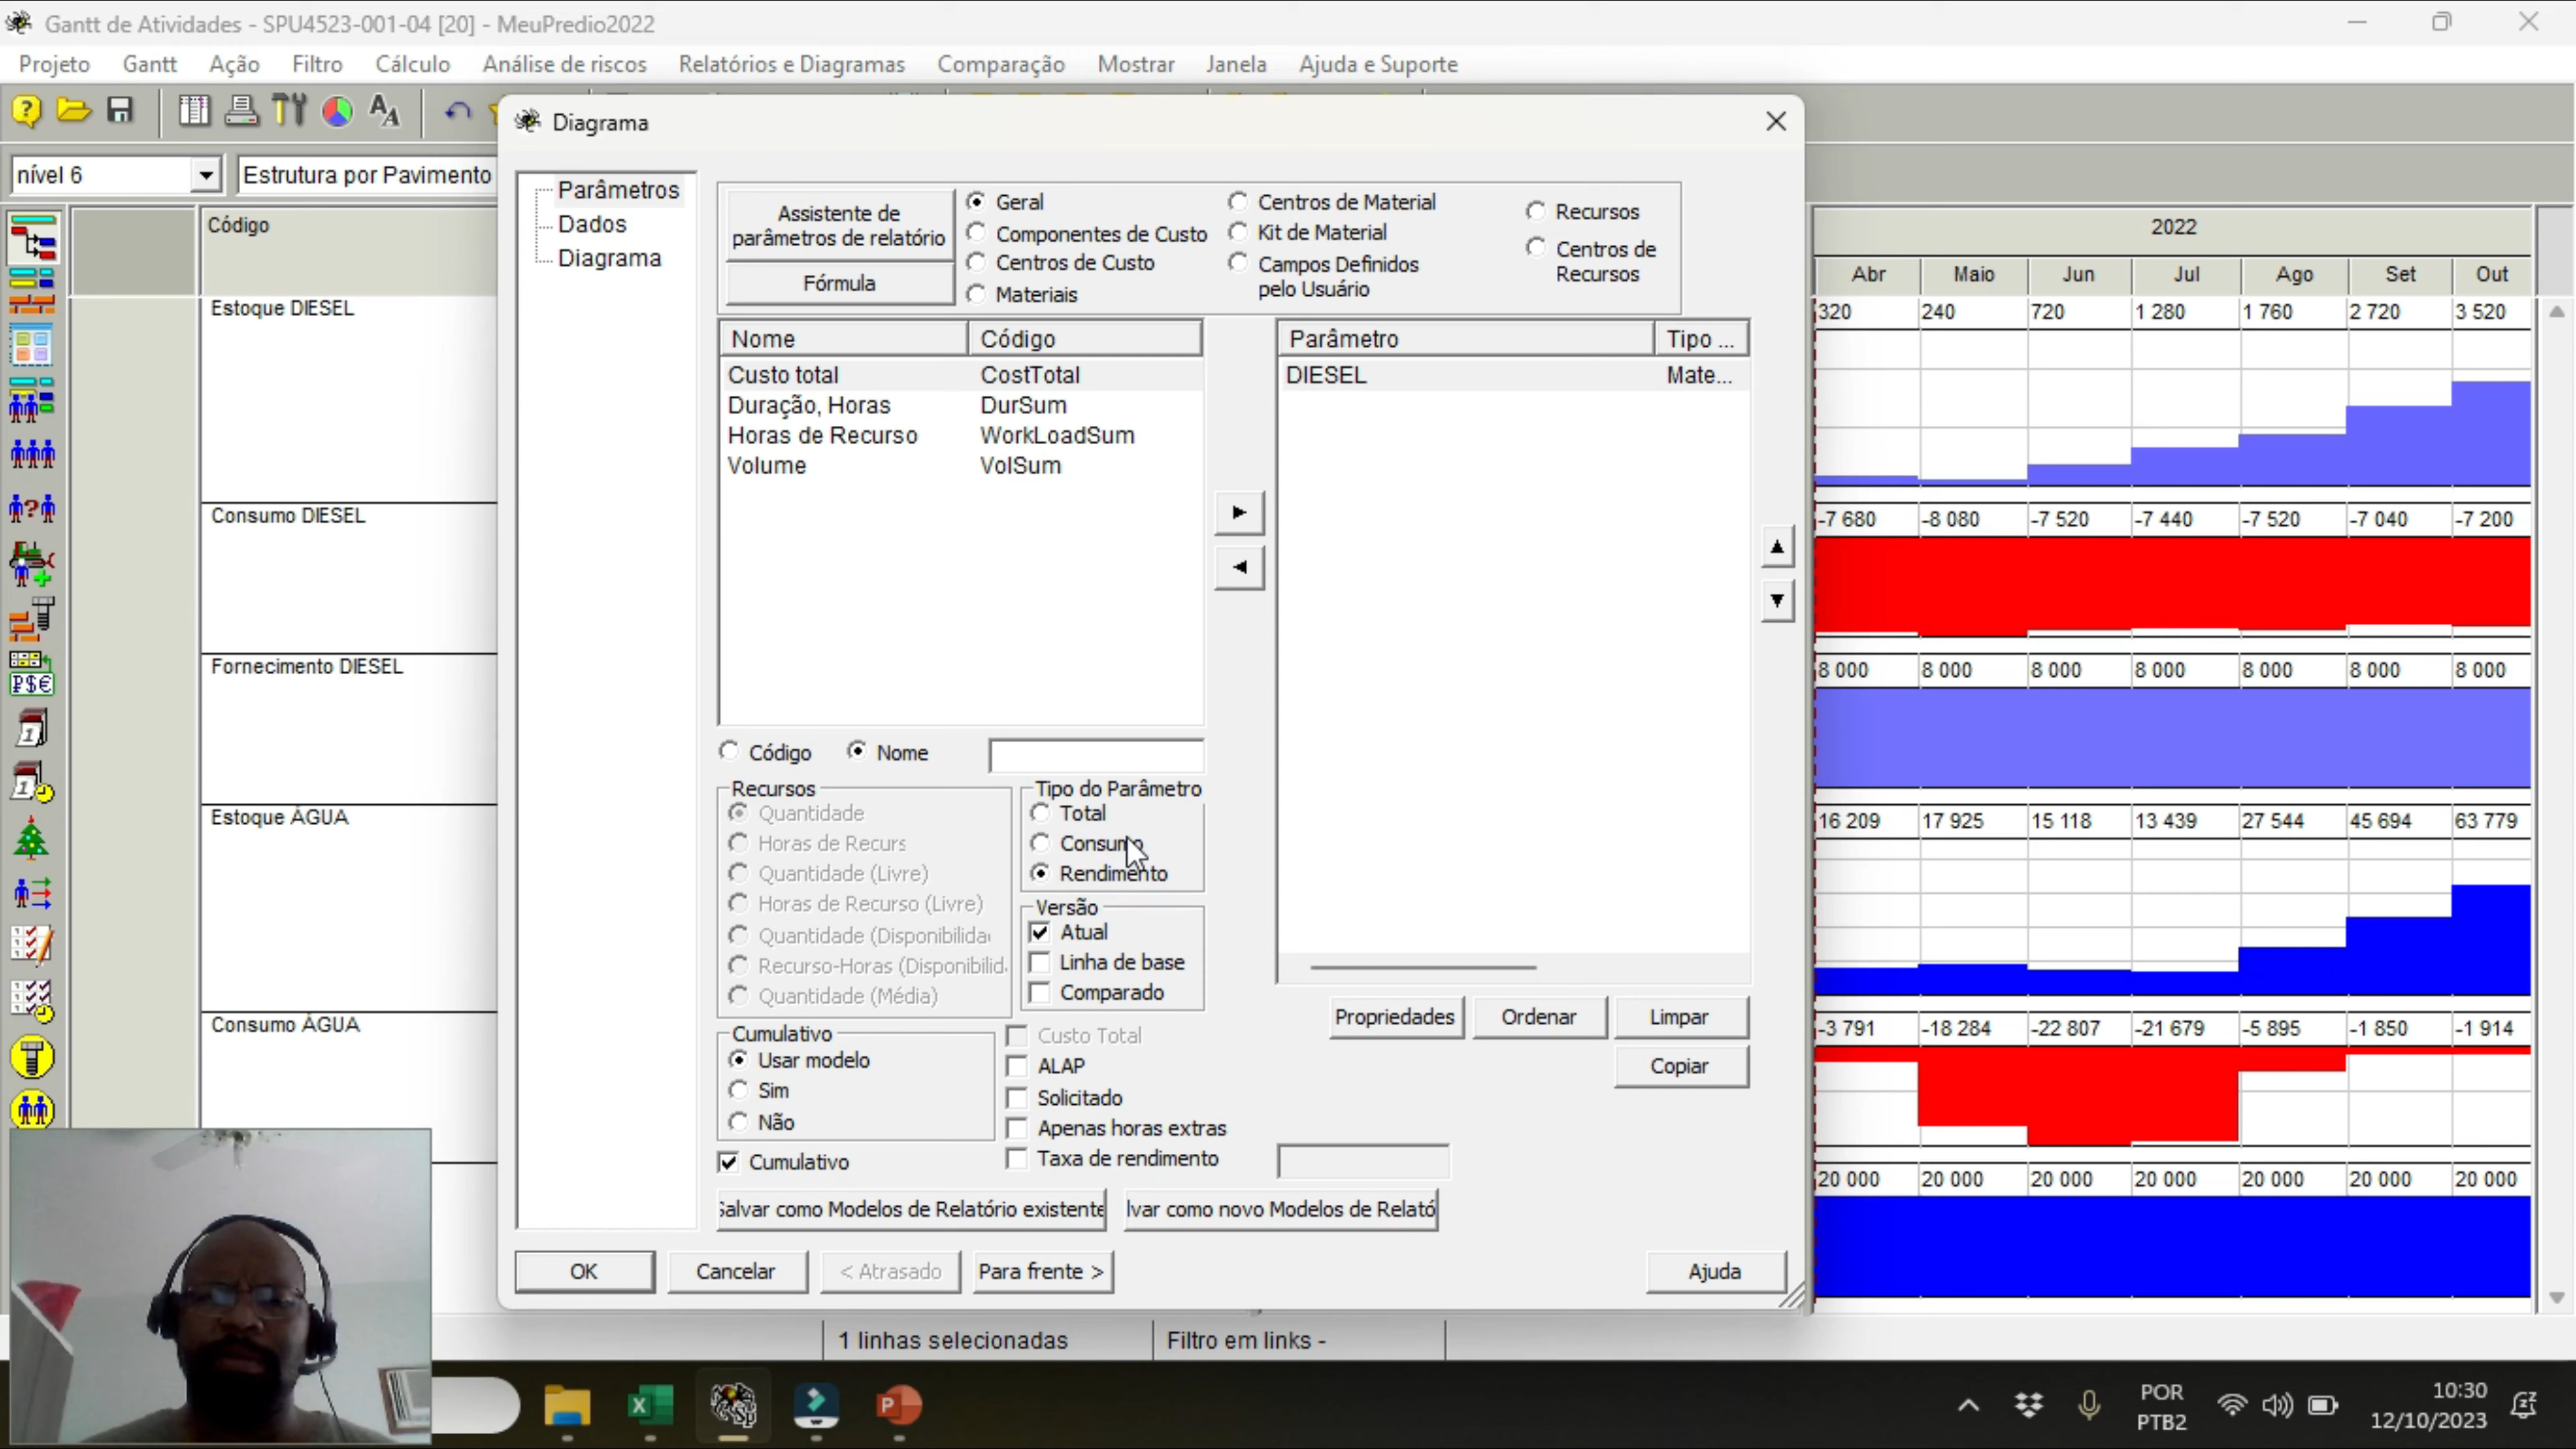 Gantt de Atividades - SPU4523-001-04 [20] - MeuPredio2022
Projeto Gantt Ação Filtro Cálculo Análise de riscos Relatórios e Diagramas Comparação Mostrar Janela Ajuda e Suporte
nível 6
Estrutura por Pavimento
Código
Estoque DIESEL
Consumo DIESEL
Fornecimento DIESEL
Estoque ÁGUA
Consumo ÁGUA
Diagrama
Parâmetros
Dados
Diagrama
Assistente de
parâmetros de relatório
Fórmula
Geral
Componentes de Custo
Centros de Custo
Materiais
Centros de Material
Kit de Material
Campos Definidos
pelo Usuário
Recursos
Centros de
Recursos
Nome Código
Custo total CostTotal
Duração, Horas DurSum
Horas de Recurso WorkLoadSum
Volume VolSum
Parâmetro Tipo ...
DIESEL Mate...
Código Nome
Recursos
Quantidade
Horas de Recurs
Quantidade (Livre)
Horas de Recurso (Livre)
Quantidade (Disponibilida
Recurso-Horas (Disponibilid
Quantidade (Média)
Tipo do Parâmetro
Total
Consumo
Rendimento
Versão
Atual
Linha de base
Comparado
Cumulativo
Usar modelo
Sim
Não
Cumulativo
Custo Total
ALAP
Solicitado
Apenas horas extras
Taxa de rendimento
Propriedades Ordenar Limpar
Copiar
Salvar como Modelos de Relatório existente
lvar como novo Modelos de Relató
OK Cancelar < Atrasado Para frente > Ajuda
2022
Abr Maio Jun Jul Ago Set Out
320 240 720 1 280 1 760 2 720 3 520
-7 680 -8 080 -7 520 -7 440 -7 520 -7 040 -7 200
8 000 8 000 8 000 8 000 8 000 8 000 8 000
16 209 17 925 15 118 13 439 27 544 45 694 63 779
-3 791 -18 284 -22 807 -21 679 -5 895 -1 850 -1 914
20 000 20 000 20 000 20 000 20 000 20 000 20 000
1 linhas selecionadas
Filtro em links -
POR
PTB2
10:30
12/10/2023